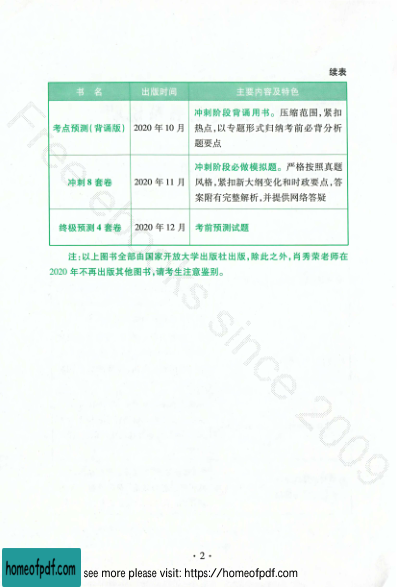 续表
书 名 出版时间 主要内容及特色
考点预测(背诵版) 2020 年 10 月 冲刺阶段背诵用书。压缩范围,紧扣
热点,以专题形式归纳考前必背分析
题要点
冲刺 8 套卷 2020 年 11 月 冲刺阶段必做模拟题。严格按照真题
风格,紧扣新大纲变化和时政要点,答
案附有完整解析,并提供网络答疑
终极预测 4 套卷 2020 年 12 月 考前预测试题
注:以上图书全部由国家开放大学出版社出版,除此之外,肖秀荣老师在
2020 年不再出版其他图书,请考生注意鉴别。
Free ebooks since 2009
· 2 ·
homeofpdf.com
see more please visit: https://homeofpdf.com